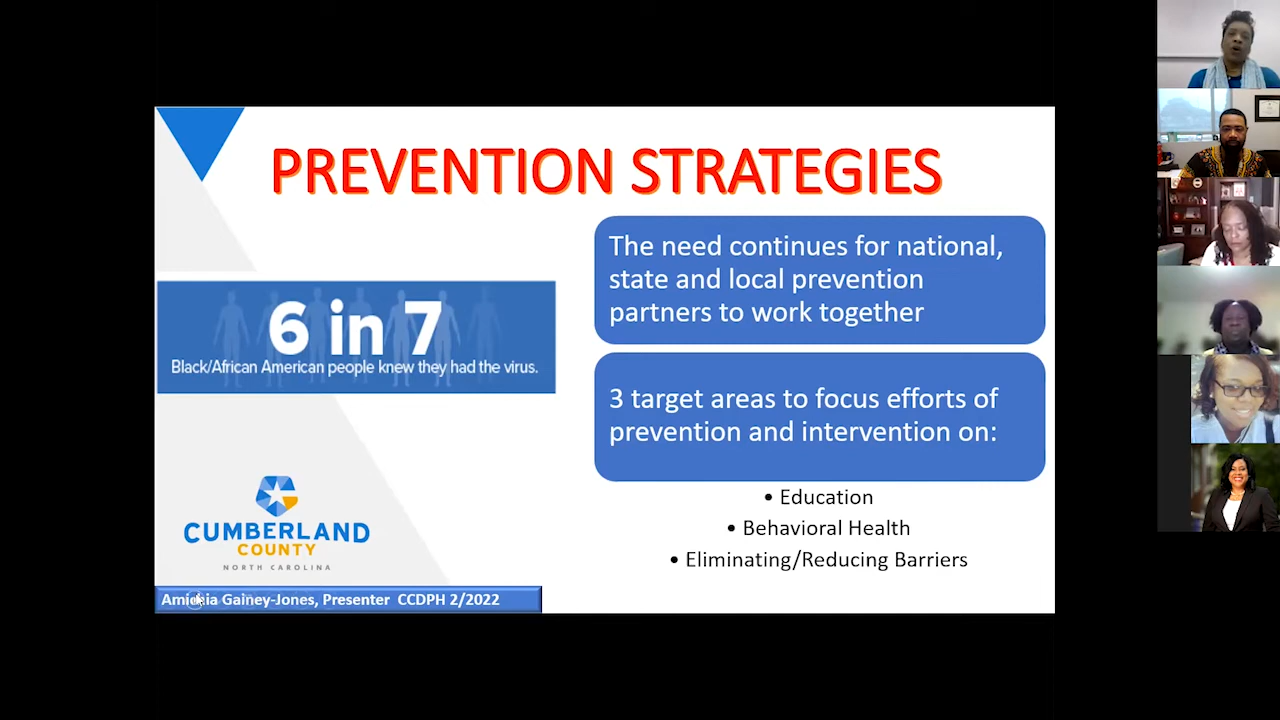 PREVENTION STRATEGIES
6 in 7
Black/African American people knew they had the virus.
The need continues for national,
state and local prevention
partners to work together
3 target areas to focus efforts of
prevention and intervention on:
• Education
• Behavioral Health
• Eliminating/Reducing Barriers
CUMBERLAND
COUNTY
NORTH CAROLINA
Gainey-Jones, Presenter CCDPH 2/2022